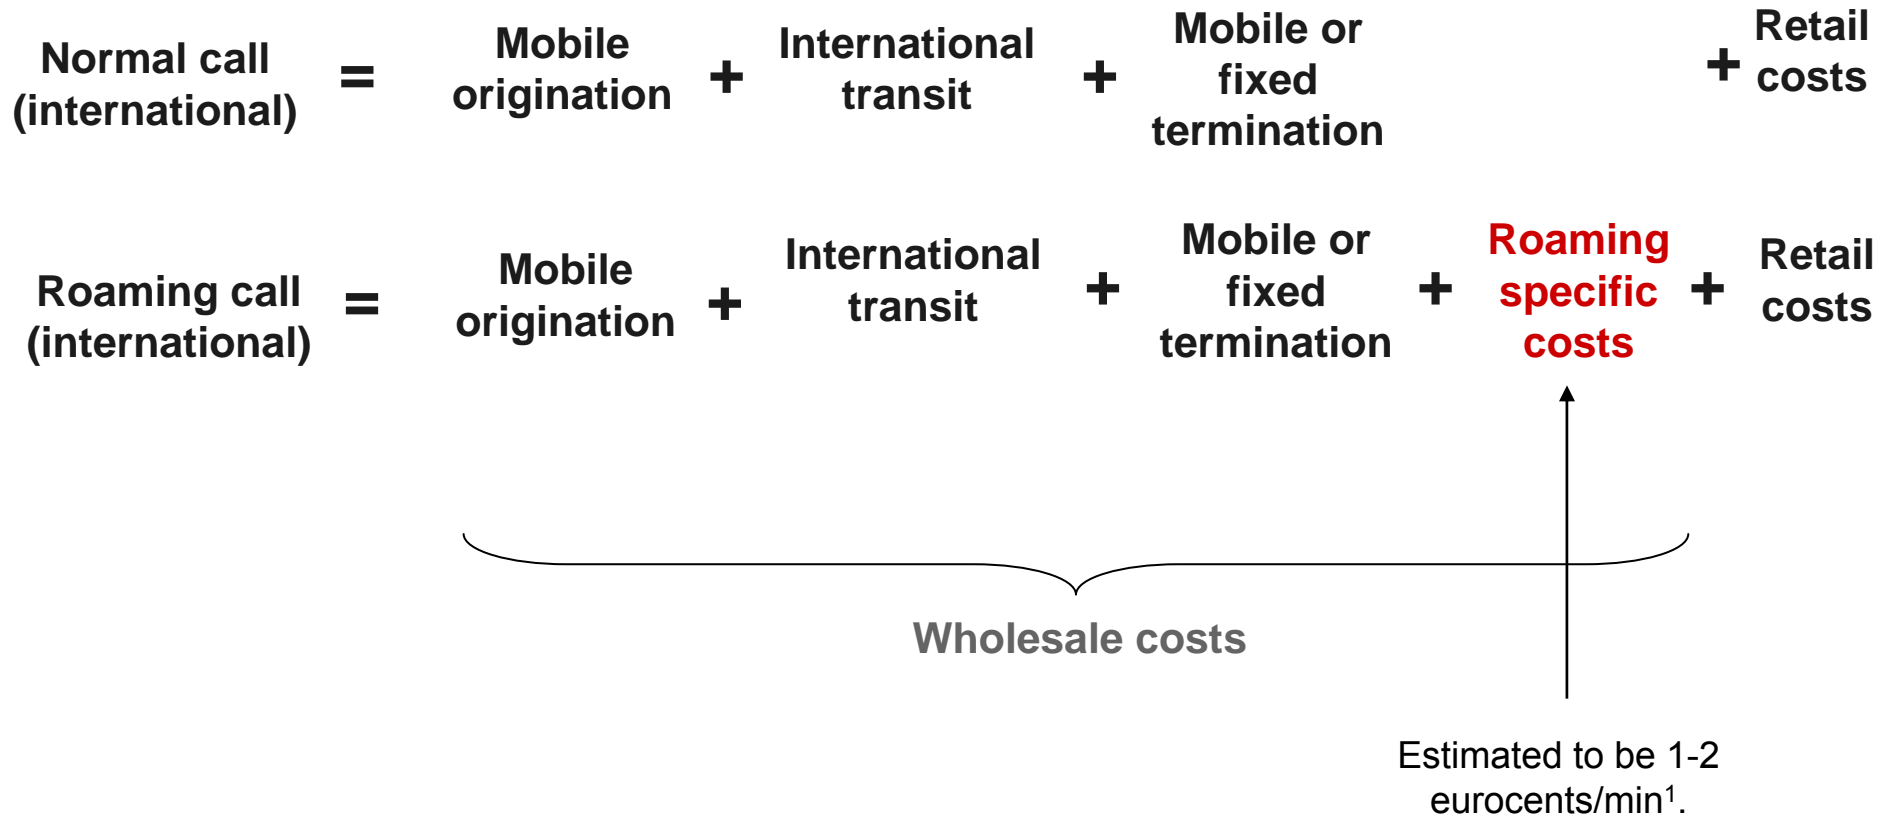 Normal call
(international)
=
Mobile
origination
+
International
transit
+
Mobile or
fixed
termination
+
Retail
costs
Roaming call
(international)
=
Mobile
origination
+
International
transit
+
Mobile or
fixed
termination
+
Roaming
specific
costs
+
Retail
costs
Wholesale costs
Estimated to be 1-2
eurocents/min¹.